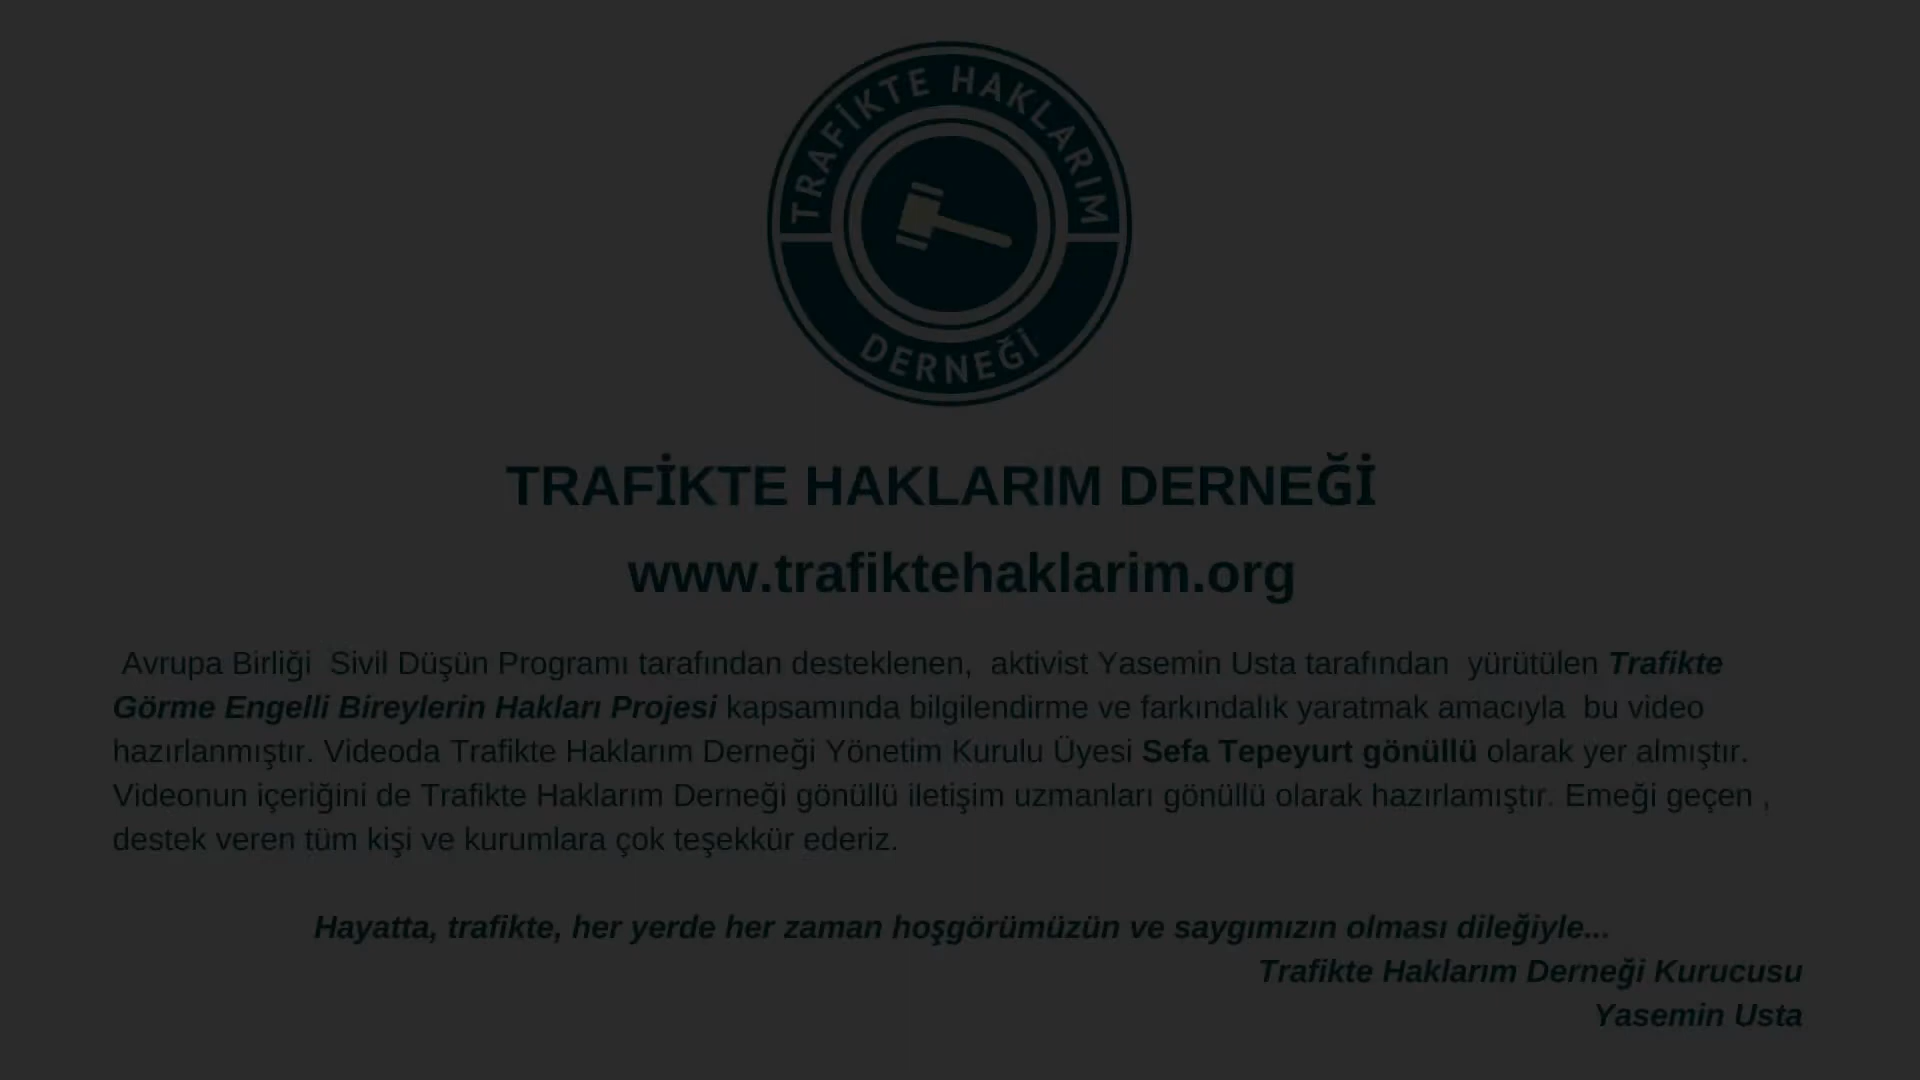 TRAFİKTE HAKLARIM
DERNEĞİ
TRAFİKTE HAKLARIM DERNEĞİ
www.trafiktehaklarim.org
Avrupa Birliği Sivil Düşün Programı tarafından desteklenen, aktivist Yasemin Usta tarafından yürütülen Trafikte
Görme Engelli Bireylerin Hakları Projesi kapsamında bilgilendirme ve farkındalık yaratmak amacıyla bu video
hazırlanmıştır. Videoda Trafikte Haklarım Derneği Yönetim Kurulu Üyesi Sefa Tepeyurt gönüllü olarak yer almıştır.
Videonun içeriğini de Trafikte Haklarım Derneği gönüllü iletişim uzmanları gönüllü olarak hazırlamıştır. Emeği geçen ,
destek veren tüm kişi ve kurumlara çok teşekkür ederiz.
Hayatta, trafikte, her yerde her zaman hoşgörümüzün ve saygımızın olması dileğiyle...
Trafikte Haklarım Derneği Kurucusu
Yasemin Usta